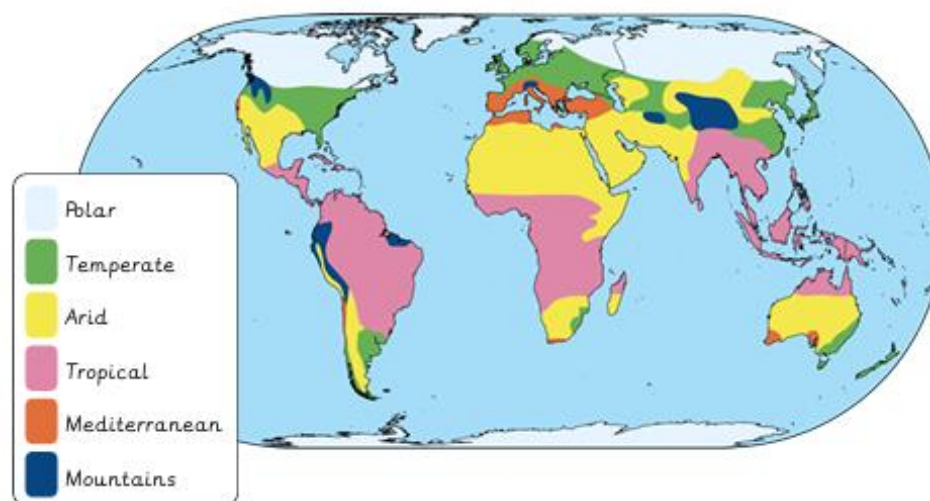 Polar
Temperate
Arid
Tropical
Mediterranean
Mountains